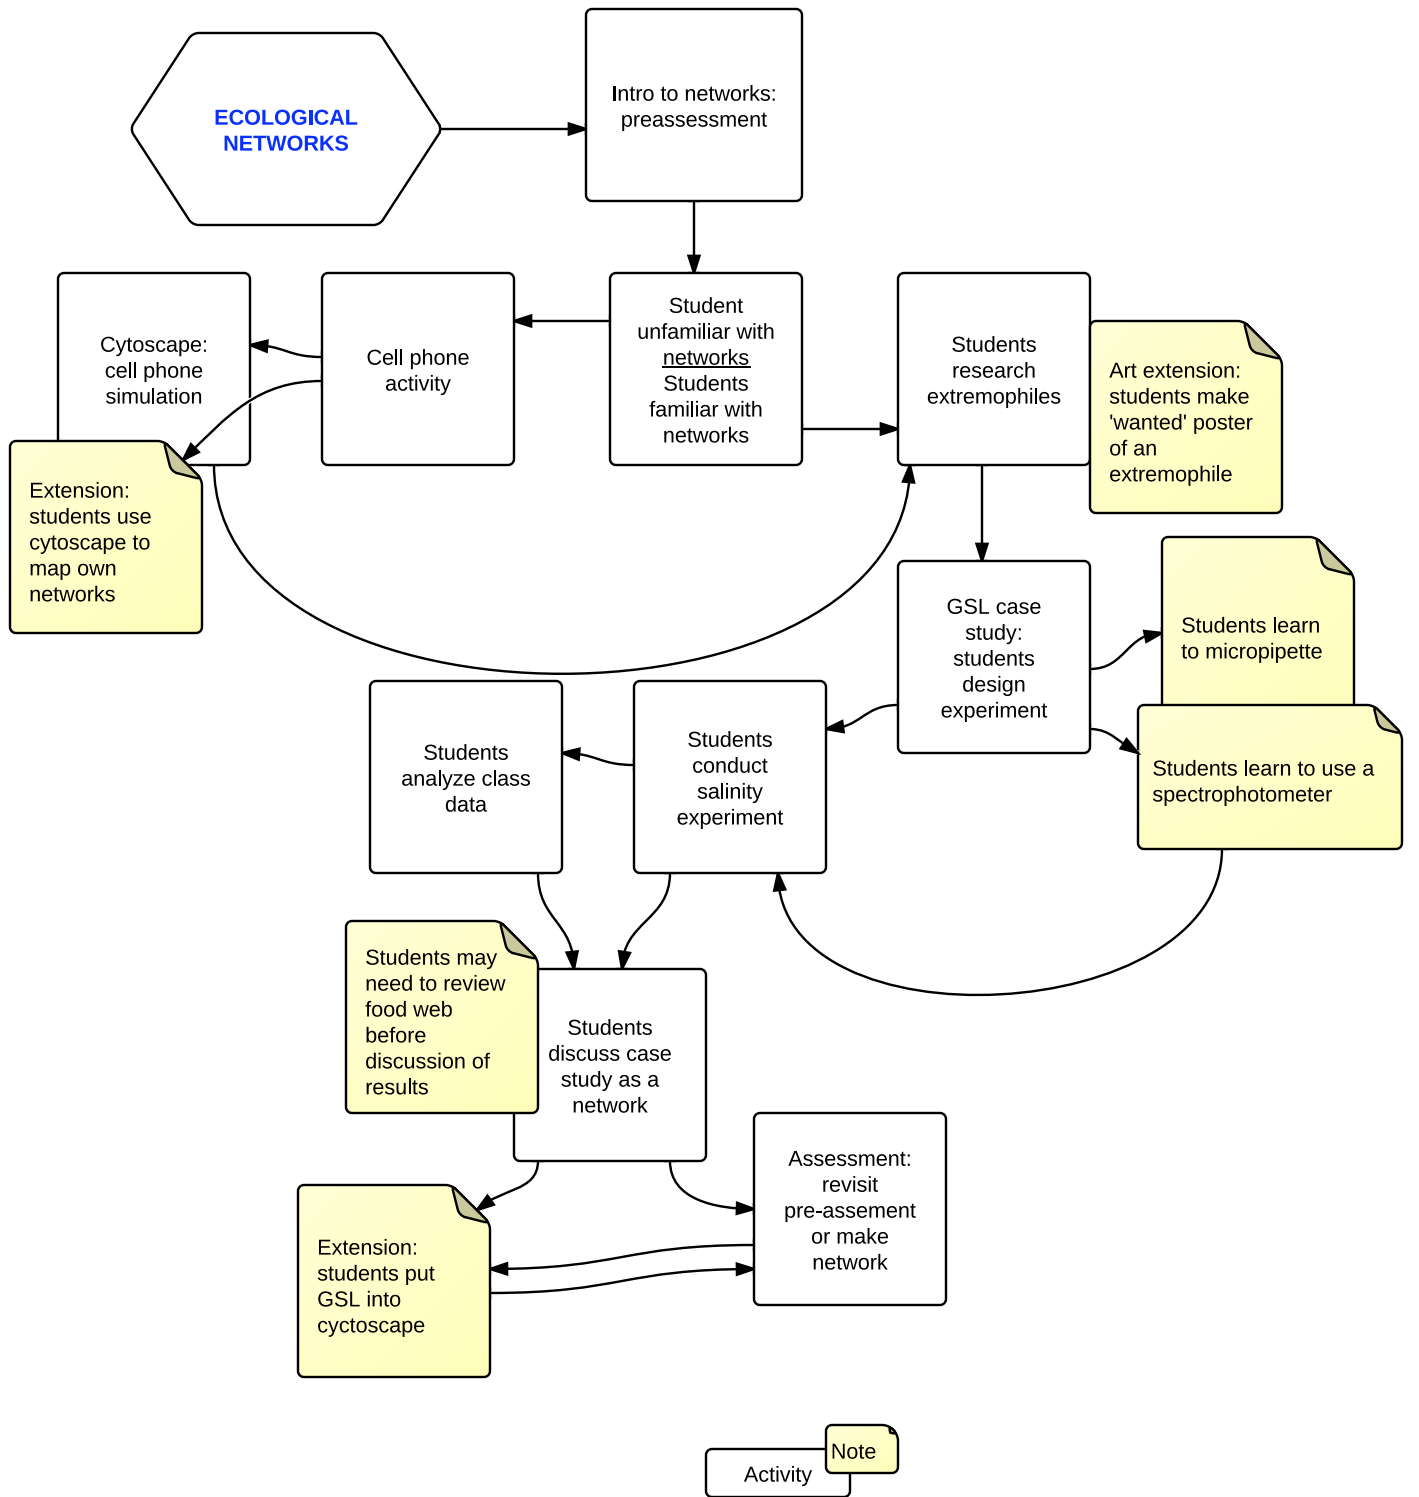 ECOLOGICAL
NETWORKS
Intro to networks:
preassessment
Student
unfamiliar with
networks
Students
familiar with
networks
Cell phone
activity
Cytoscape:
cell phone
simulation
Extension:
students use
cytoscape to
map own
networks
Students
research
extremophiles
Art extension:
students make
'wanted' poster
of an
extremophile
GSL case
study:
students
design
experiment
Students learn
to micropipette
Students learn to use a
spectrophotometer
Students
conduct
salinity
experiment
Students
analyze class
data
Students may
need to review
food web
before
discussion of
results
Students
discuss case
study as a
network
Assessment:
revisit
pre-assement
or make
network
Extension:
students put
GSL into
cyctoscape
Note
Activity